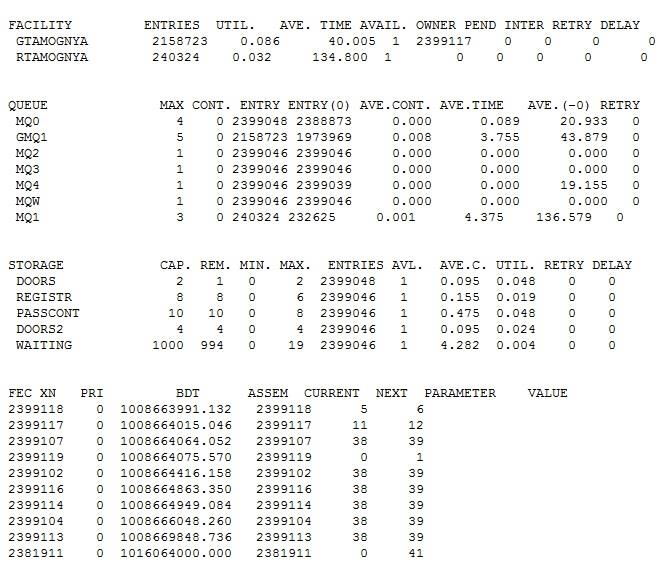 FACILITY ENTRIES UTIL. AVE. TIME AVAIL. OWNER PEND INTER RETRY DELAY
GTAMOGNYA 2158723 0.086 40.005 1 2399117 0 0 0 0
RTAMOGNYA 240324 0.032 134.800 1 0 0 0 0 0
QUEUE MAX CONT. ENTRY ENTRY(0) AVE.CONT. AVE.TIME AVE.(-0) RETRY
MQ0 4 0 2399048 2388873 0.000 0.089 20.933 0
GMQ1 5 0 2158723 1973969 0.008 3.755 43.879 0
MQ2 1 0 2399046 2399046 0.000 0.000 0.000 0
MQ3 1 0 2399046 2399046 0.000 0.000 0.000 0
MQ4 1 0 2399046 2399039 0.000 0.000 19.155 0
MQW 1 0 2399046 2399046 0.000 0.000 0.000 0
MQ1 3 0 240324 232625 0.001 4.375 136.579 0
STORAGE CAP. REM. MIN. MAX. ENTRIES AVL. AVE.C. UTIL. RETRY DELAY
DOORS 2 1 0 2 2399048 1 0.095 0.048 0 0
REGISTR 8 8 0 6 2399046 1 0.155 0.019 0 0
PASSCONT 10 10 0 8 2399046 1 0.475 0.048 0 0
DOORS2 4 4 0 4 2399046 1 0.095 0.024 0 0
WAITING 1000 994 0 19 2399046 1 4.282 0.004 0 0
FEC XN PRI BDT ASSEM CURRENT NEXT PARAMETER VALUE
2399118 0 1008663991.132 2399118 5 6
2399117 0 1008664015.046 2399117 11 12
2399107 0 1008664064.052 2399107 38 39
2399119 0 1008664075.570 2399119 0 1
2399102 0 1008664416.158 2399102 38 39
2399116 0 1008664863.350 2399116 38 39
2399114 0 1008664949.084 2399114 38 39
2399104 0 1008666048.260 2399104 38 39
2399113 0 1008669848.736 2399113 38 39
2381911 0 1016064000.000 2381911 0 41